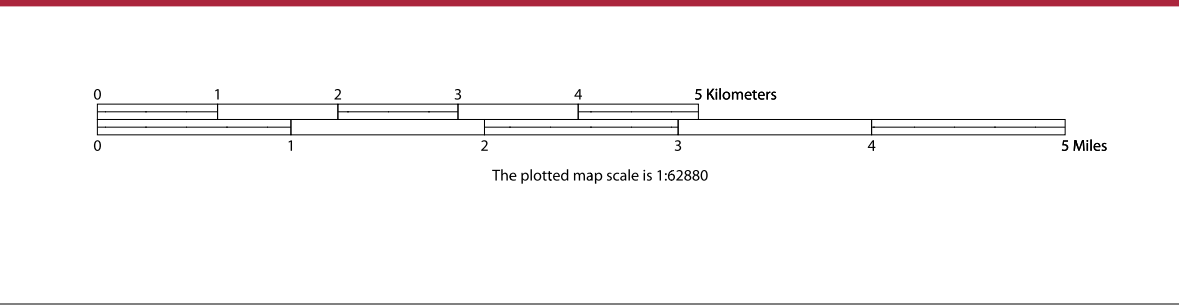 0 1 2 3 4 5 Kilometers
0 1 2 3 4 5 Miles
The plotted map scale is 1:62880